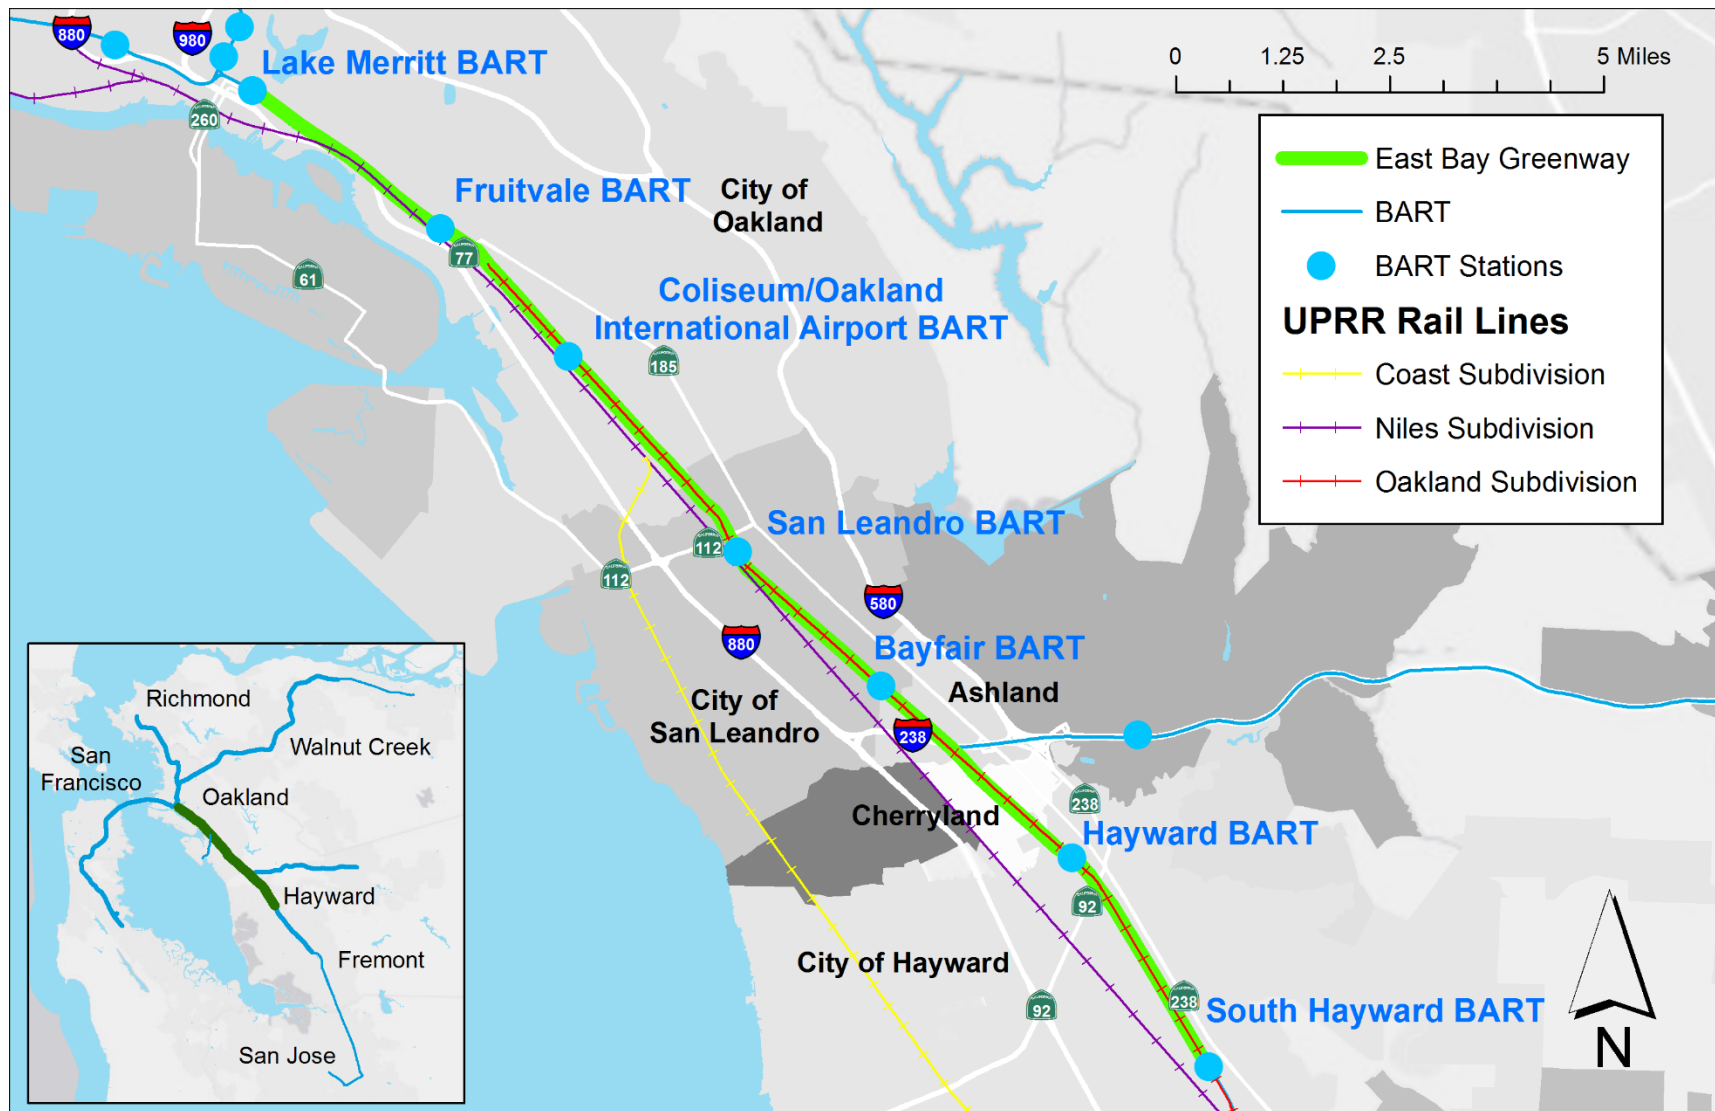 880
980
Lake Merritt BART
260
0 1.25 2.5 5 Miles
East Bay Greenway
BART
BART Stations
UPRR Rail Lines
Coast Subdivision
Niles Subdivision
Oakland Subdivision
Fruitvale BART
City of
Oakland
77
61
Coliseum/Oakland
International Airport BART
185
San Leandro BART
112
112
580
880
Bayfair BART
Ashland
City of
San Leandro
238
Cherryland
238
Hayward BART
92
City of Hayward
92
238
South Hayward BART
N
Richmond
Walnut Creek
San
Francisco
Oakland
Hayward
Fremont
San Jose